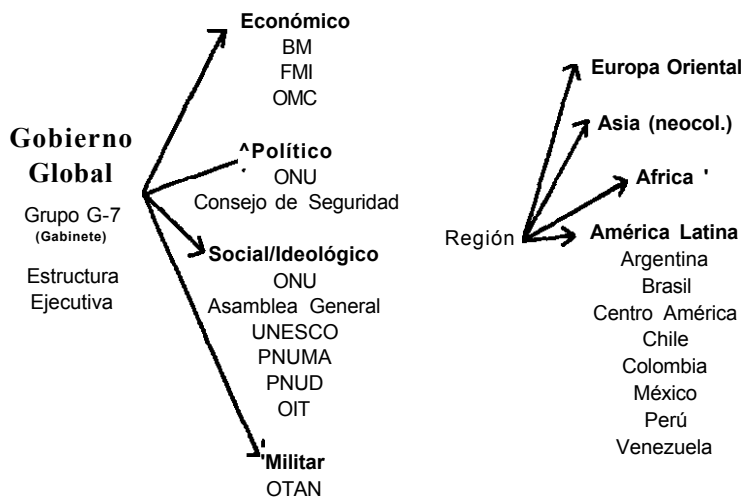 Gobierno
Global
Grupo G-7
(Gabinete)
Estructura
Ejecutiva
Económico
BM
FMI
OMC
Político
ONU
Consejo de Seguridad
Social/Ideológico
ONU
Asamblea General
UNESCO
PNUMA
PNUD
OIT
Militar
OTAN
Región
Europa Oriental
Asia (neocol.)
Africa '
América Latina
Argentina
Brasil
Centro América
Chile
Colombia
México
Perú
Venezuela